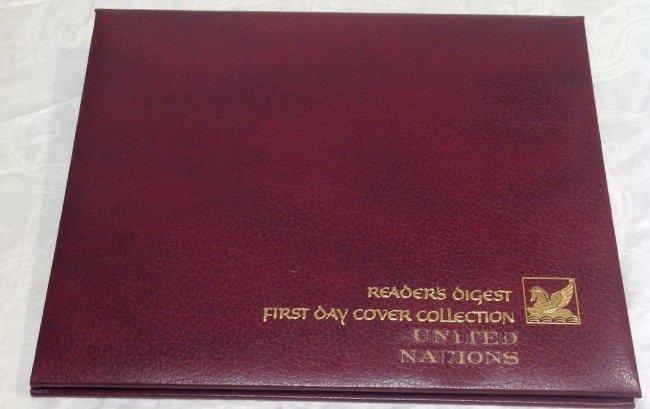 READER'S DIGEST
FIRST DAY COVER COLLECTION
UNITED
NATIONS